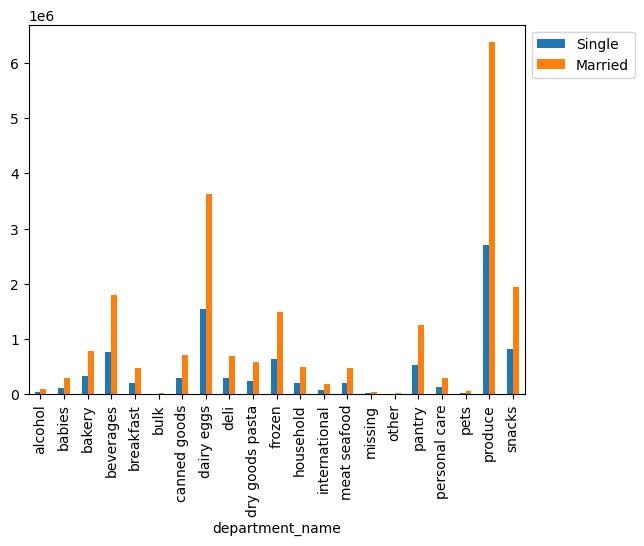 1e6
Single
Married
6
5
4
3
2
1
0
alcohol
babies
bakery
beverages
breakfast
bulk
canned goods
dairy eggs
deli
dry goods pasta
frozen
household
international
meat seafood
missing
other
pantry
personal care
pets
produce
snacks
department_name